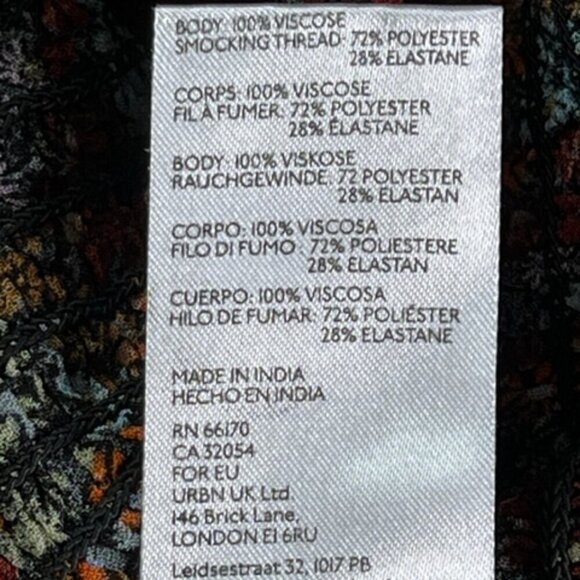 BODY: 100% VISCOSE
SMOCKING THREAD: 72% POLYESTER
28% ELASTANE
CORPS: 100% VISCOSE
FIL À FUMER: 72% POLYESTER
28% ÉLASTANE
BODY: 100% VISKOSE
RAUCHGEWINDE: 72 POLYESTER
28% ELASTAN
CORPO: 100% VISCOSA
FILO DI FUMO: 72% POLIESTERE
28% ELASTAN
CUERPO: 100% VISCOSA
HILO DE FUMAR: 72% POLIÉSTER
28% ELASTANE
MADE IN INDIA
HECHO EN INDIA
RN 66170
CA 32054
FOR EU
URBN UK Ltd
146 Brick Lane,
LONDON E1 6RU
Leidsestraat 32, 1017 PB